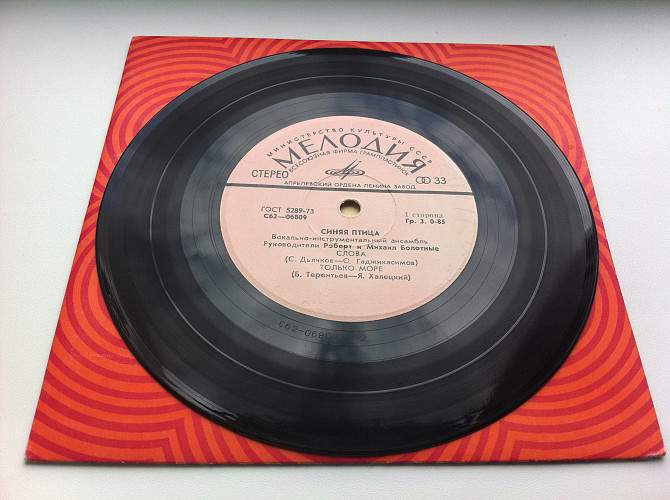 МИНИСТЕРСТВО КУЛЬТУРЫ СССР
МЕЛОДИЯ
ВСЕСОЮЗНАЯ ФИРМА ГРАМПЛАСТИНОК
СТЕРЕО
33
АПРЕЛЕВСКИЙ ОРДЕНА ЛЕНИНА ЗАВОД
ГОСТ 5289-73
С62—06809
1 сторона
Гр. 3. 0-85
СИНЯЯ ПТИЦА
Вокально-инструментальный ансамбль
Руководители Роберт и Михаил Болотные
СЛОВА
(С. Дьячков—О. Гаджикасимов)
ТОЛЬКО МОРЕ
(Б. Терентьев—Я. Халецкий)
С62-06809